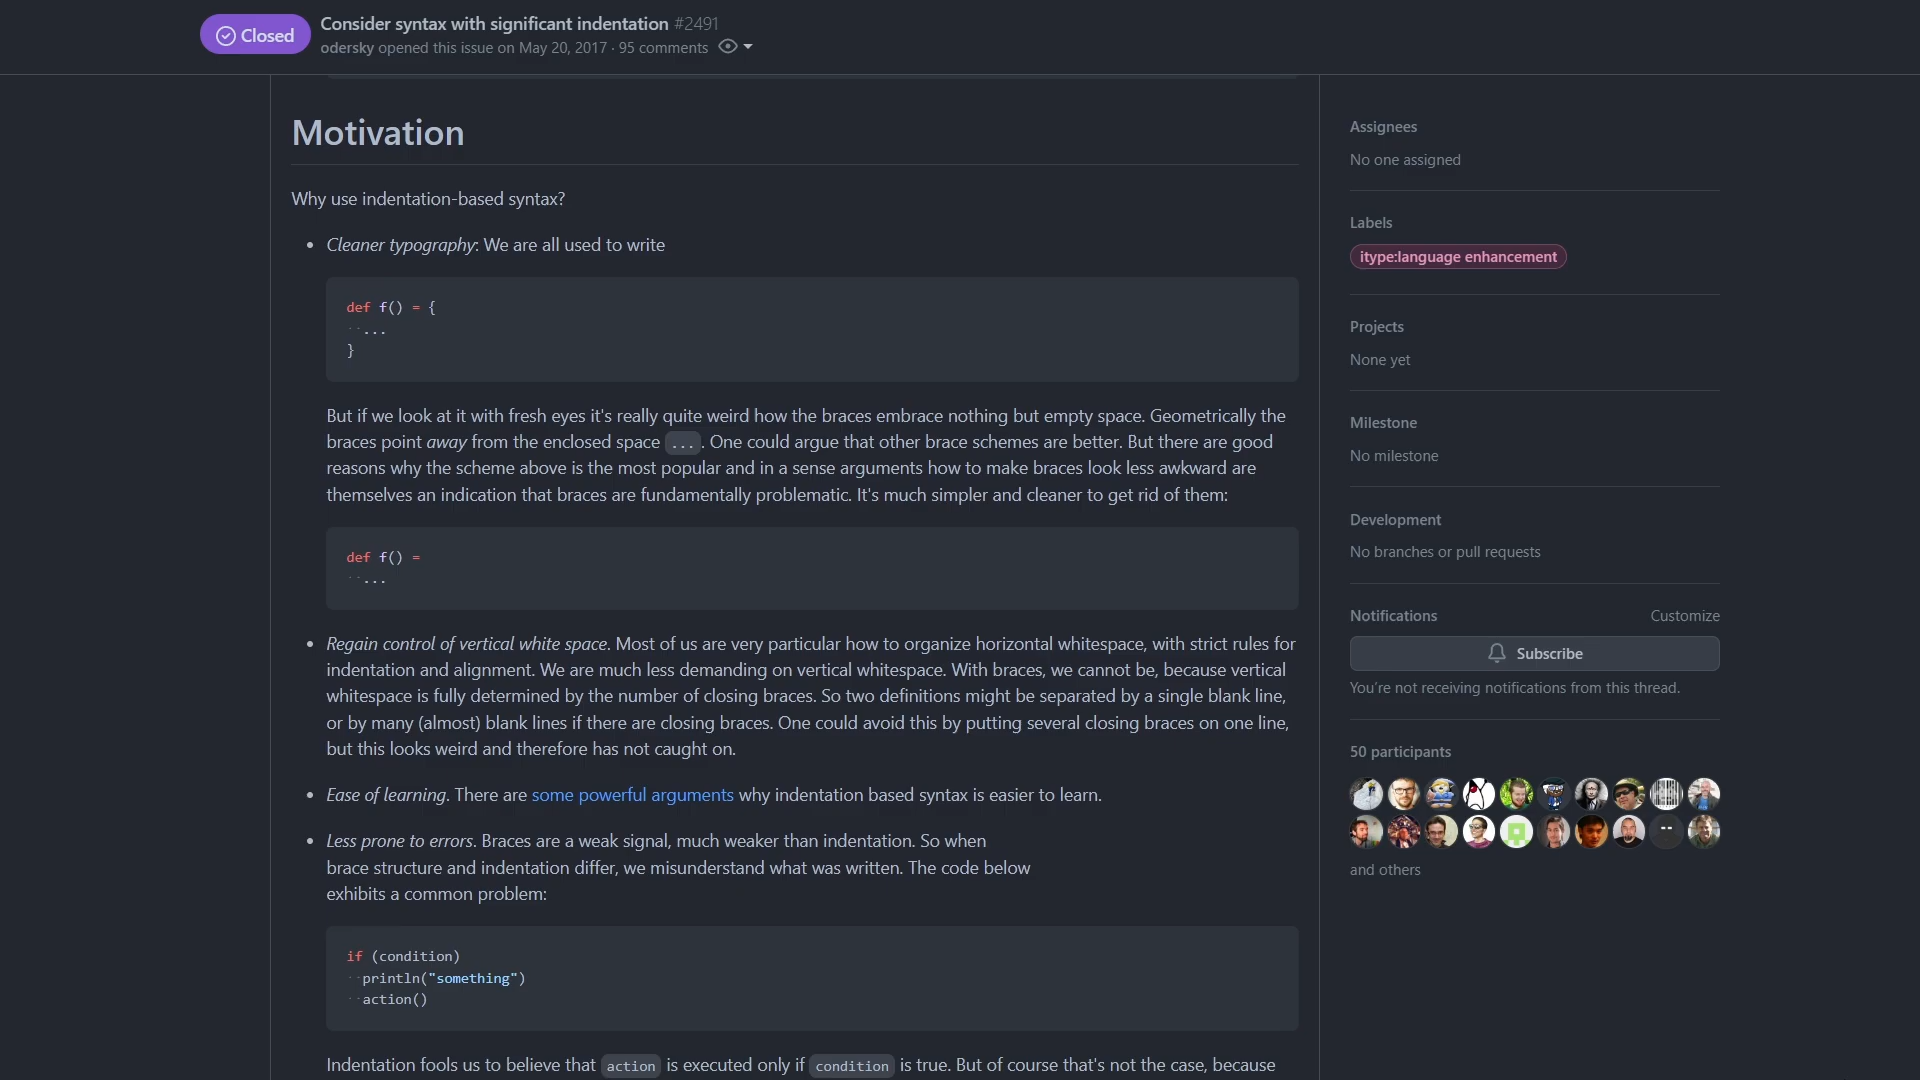 Closed
Consider syntax with significant indentation #2491
odersky opened this issue on May 20, 2017 · 95 comments
Motivation
Why use indentation-based syntax?
• Cleaner typography: We are all used to write
def f() = {
  ...
}
But if we look at it with fresh eyes it's really quite weird how the braces embrace nothing but empty space. Geometrically the
braces point away from the enclosed space ... . One could argue that other brace schemes are better. But there are good
reasons why the scheme above is the most popular and in a sense arguments how to make braces look less awkward are
themselves an indication that braces are fundamentally problematic. It's much simpler and cleaner to get rid of them:
def f() =
  ...
• Regain control of vertical white space. Most of us are very particular how to organize horizontal whitespace, with strict rules for
indentation and alignment. We are much less demanding on vertical whitespace. With braces, we cannot be, because vertical
whitespace is fully determined by the number of closing braces. So two definitions might be separated by a single blank line,
or by many (almost) blank lines if there are closing braces. One could avoid this by putting several closing braces on one line,
but this looks weird and therefore has not caught on.
• Ease of learning. There are some powerful arguments why indentation based syntax is easier to learn.
• Less prone to errors. Braces are a weak signal, much weaker than indentation. So when
brace structure and indentation differ, we misunderstand what was written. The code below
exhibits a common problem:
if (condition)
  println("something")
  action()
Indentation fools us to believe that action is executed only if condition is true. But of course that's not the case, because
Assignees
No one assigned
Labels
itype:language enhancement
Projects
None yet
Milestone
No milestone
Development
No branches or pull requests
Notifications
Customize
Subscribe
You're not receiving notifications from this thread.
50 participants
and others